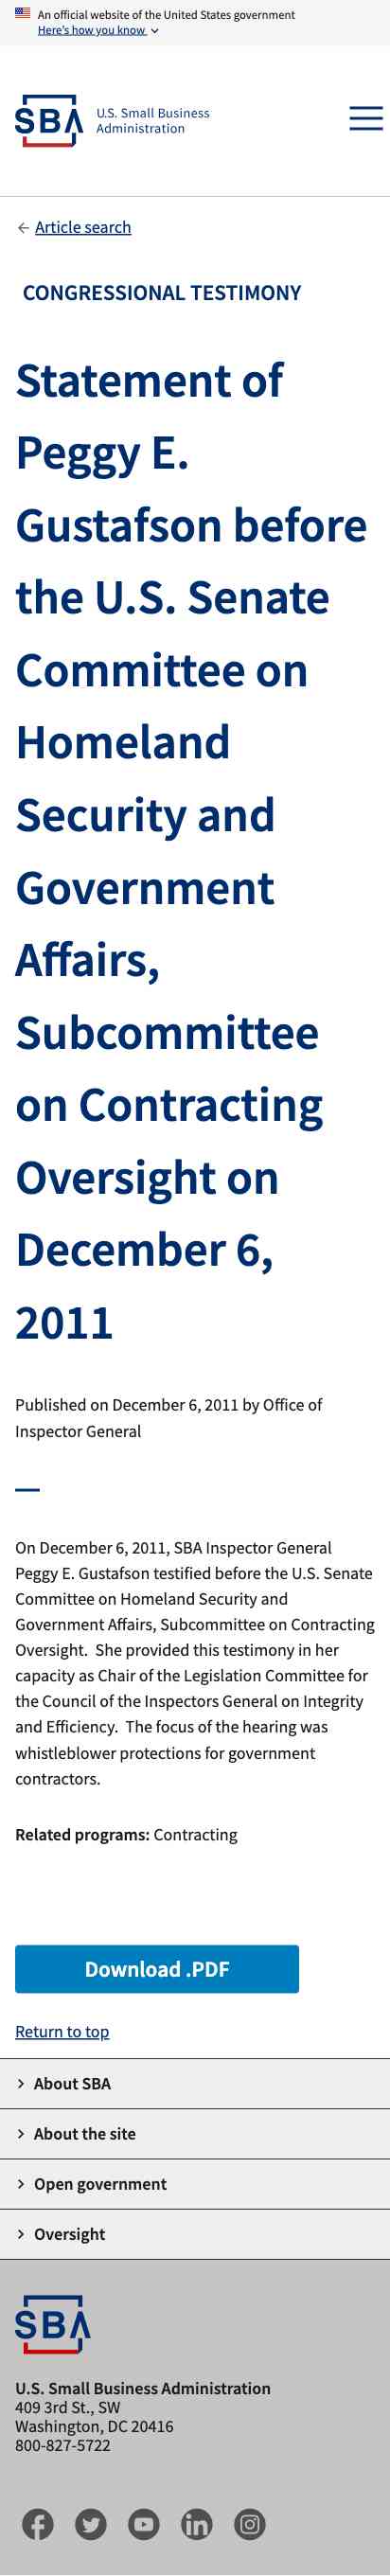 An official website of the United States government
Here's how you know
SBA
U.S. Small Business
Administration
Article search
CONGRESSIONAL TESTIMONY
Statement of
Peggy E.
Gustafson before
the U.S. Senate
Committee on
Homeland
Security and
Government
Affairs,
Subcommittee
on Contracting
Oversight on
December 6,
2011
Published on December 6, 2011 by Office of
Inspector General
On December 6, 2011, SBA Inspector General
Peggy E. Gustafson testified before the U.S. Senate
Committee on Homeland Security and
Government Affairs, Subcommittee on Contracting
Oversight.  She provided this testimony in her
capacity as Chair of the Legislation Committee for
the Council of the Inspectors General on Integrity
and Efficiency.  The focus of the hearing was
whistleblower protections for government
contractors.
Related programs: Contracting
Download .PDF
Return to top
About SBA
About the site
Open government
Oversight
SBA
U.S. Small Business Administration
409 3rd St., SW
Washington, DC 20416
800-827-5722